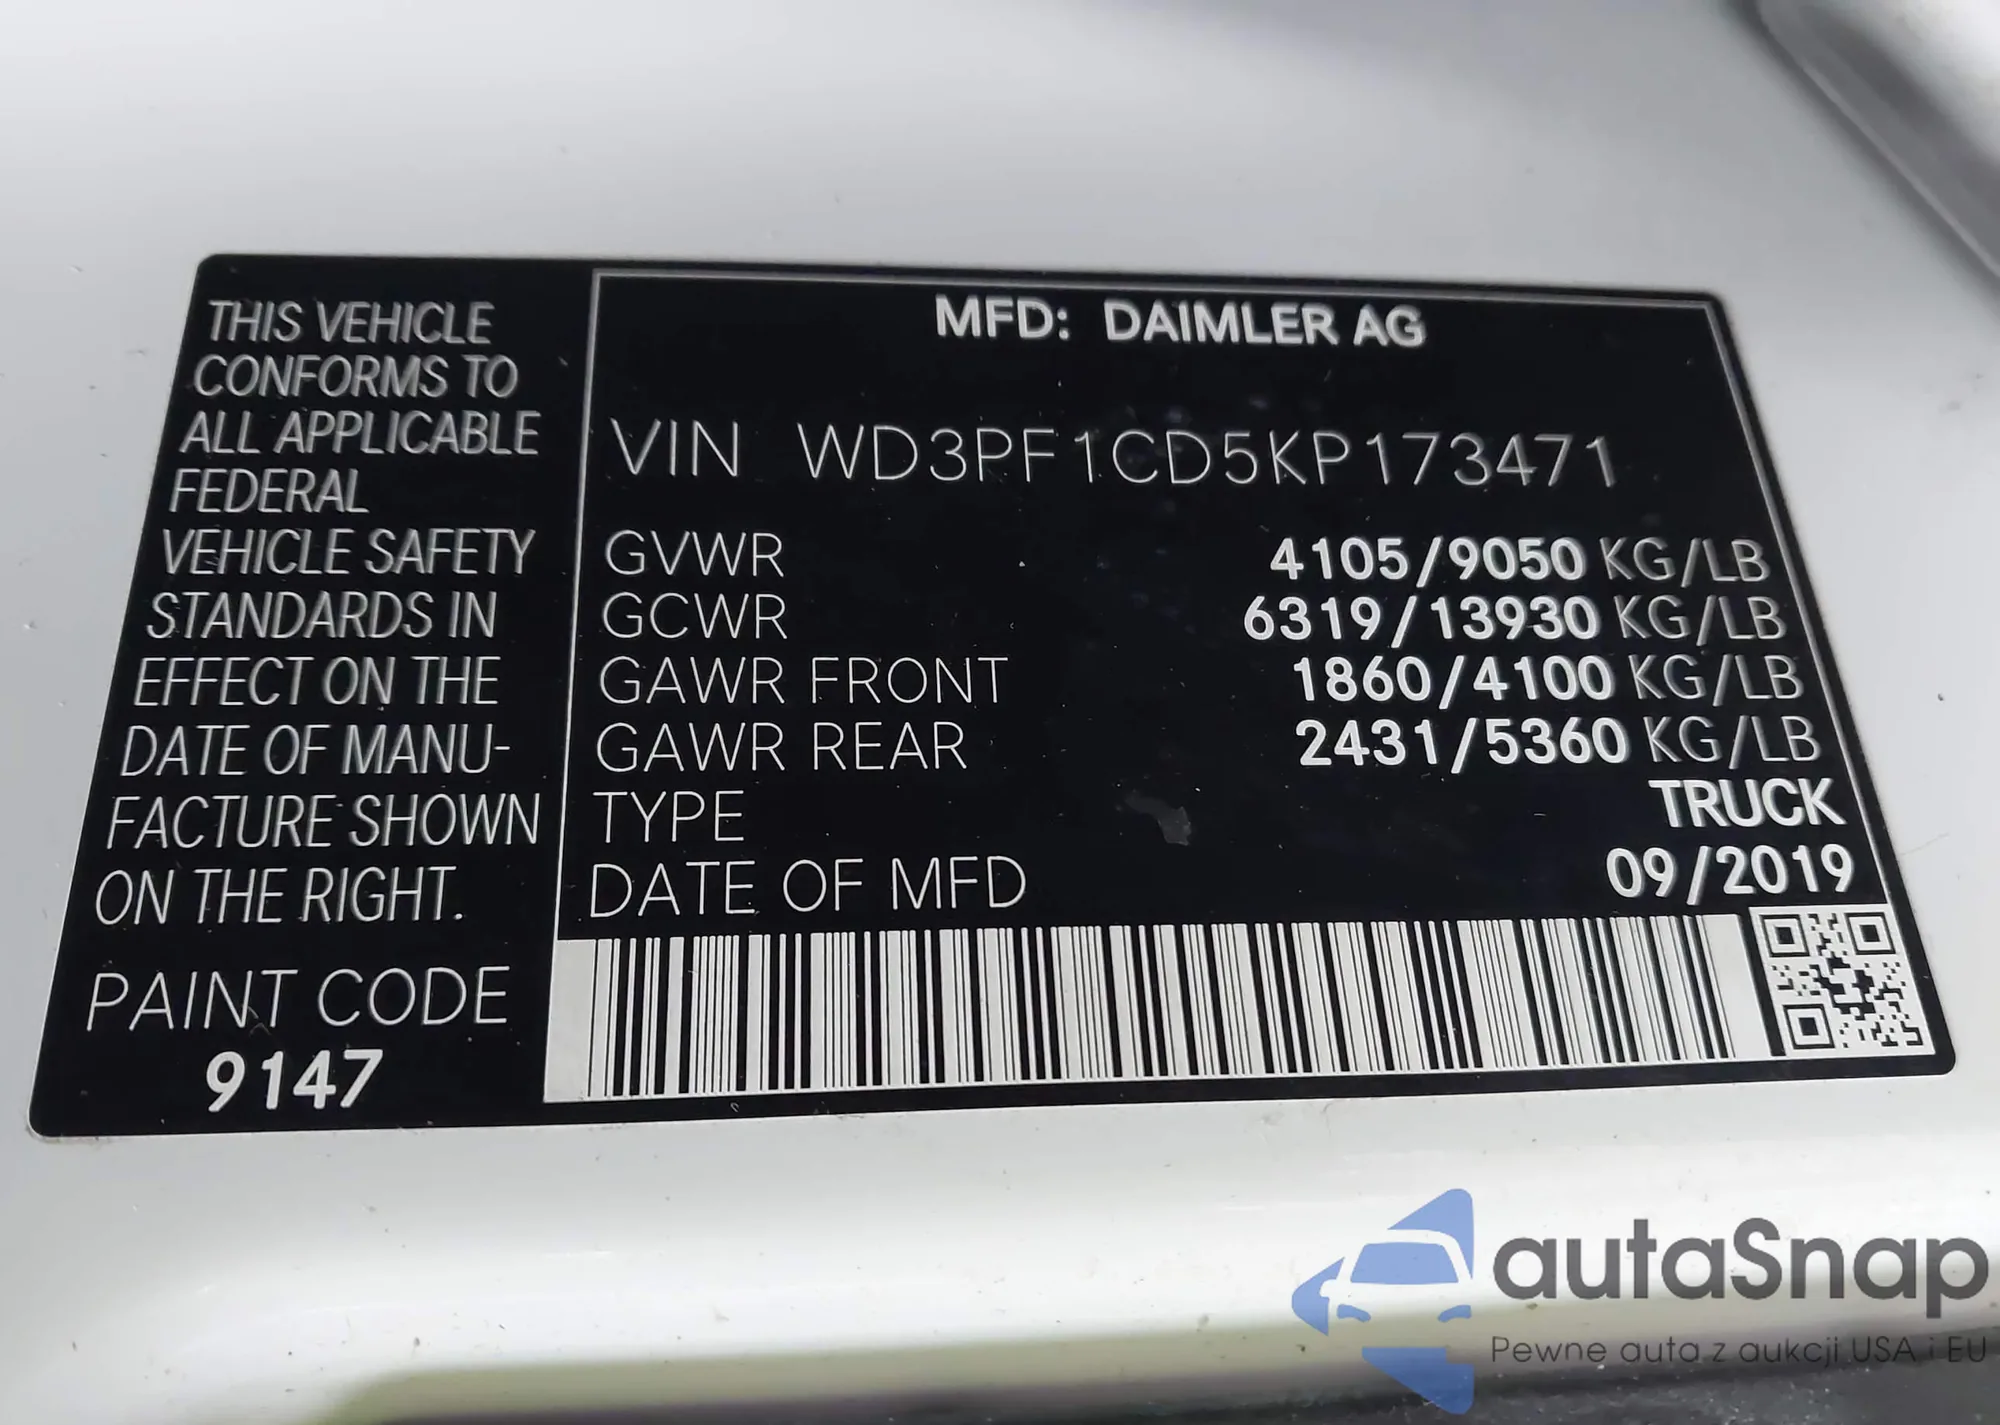 THIS VEHICLE
CONFORMS TO
ALL APPLICABLE
FEDERAL
VEHICLE SAFETY
STANDARDS IN
EFFECT ON THE
DATE OF MANU-
FACTURE SHOWN
ON THE RIGHT.
PAINT CODE
9147
MFD: DAIMLER AG
VIN WD3PF1CD5KP173471
GVWR 4105/9050 KG/LB
GCWR 6319/13930 KG/LB
GAWR FRONT 1860/4100 KG/LB
GAWR REAR 2431/5360 KG/LB
TYPE TRUCK
DATE OF MFD 09/2019
autaSnap
Pewne auta z aukcji USA i EU